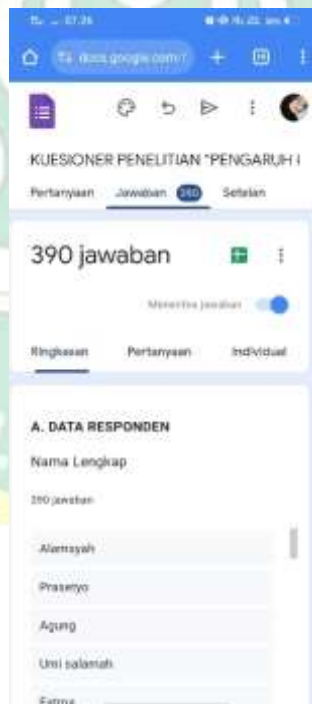 docs.google.com/f
KUESIONER PENELITIAN "PENGARUH
Pertanyaan Jawaban 390 Setelan
390 jawaban
Menerima jawaban
Ringkasan Pertanyaan Individual
A. DATA RESPONDEN
Nama Lengkap
390 jawaban
Alamsyah
Prasetyo
Agung
Umi salamah
Fatma